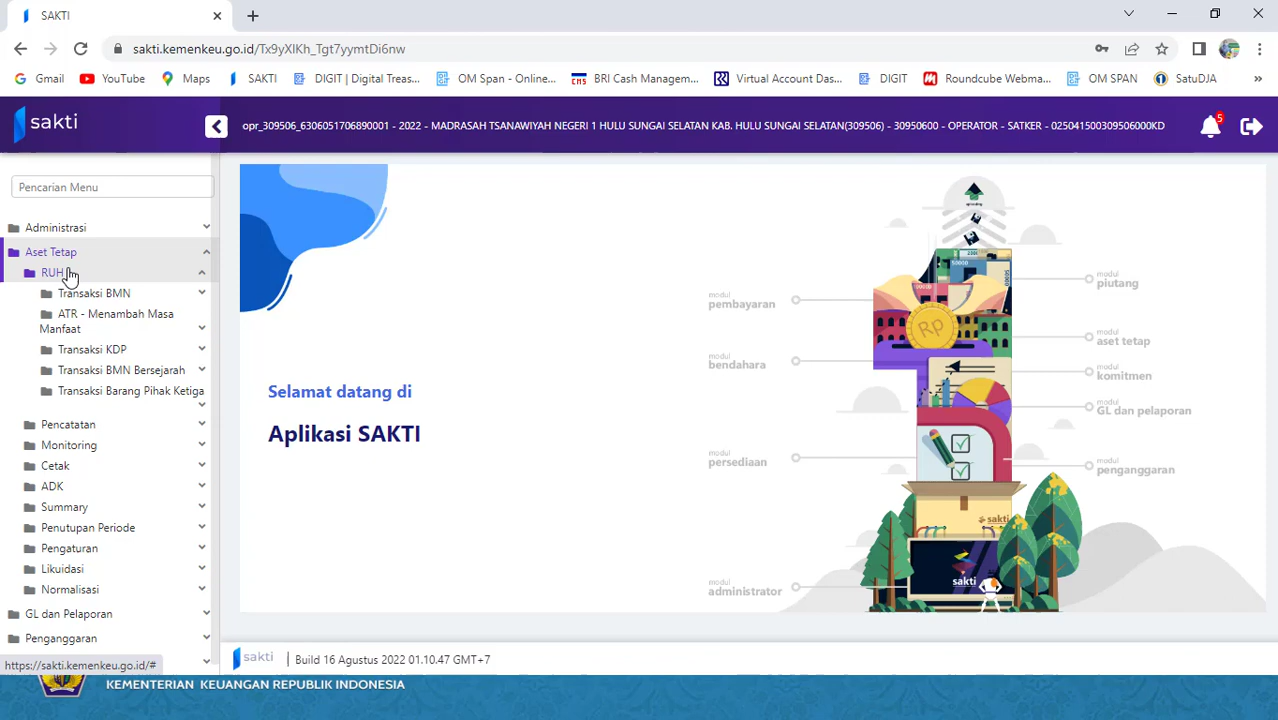 SAKTI
sakti.kemenkeu.go.id/Tx9yXIKh_Tgt7yymtDi6nw
Gmail YouTube Maps SAKTI DIGIT | Digital Treas... OM Span - Online... CMS BRI Cash Managem... Virtual Account Das... DIGIT Roundcube Webma... OM SPAN SatuDJA »
sakti
opr_309506_6306051706890001 - 2022 - MADRASAH TSANAWIYAH NEGERI 1 HULU SUNGAI SELATAN KAB. HULU SUNGAI SELATAN(309506) - 30950600 - OPERATOR - SATKER - 025041500309506000KD
5
Pencarian Menu
Administrasi
Aset Tetap
RUH
Transaksi BMN
ATR - Menambah Masa
Manfaat
Transaksi KDP
Transaksi BMN Bersejarah
Transaksi Barang Pihak Ketiga
Pencatatan
Monitoring
Cetak
ADK
Summary
Penutupan Periode
Pengaturan
Likuidasi
Normalisasi
GL dan Pelaporan
Penganggaran
https://sakti.kemenkeu.go.id/#
Selamat datang di
Aplikasi SAKTI
modul
pembayaran
modul
bendahara
modul
persediaan
modul
administrator
modul
piutang
modul
aset tetap
modul
komitmen
modul
GL dan pelaporan
modul
penganggaran
Rp
sakti
sakti
sakti
Build 16 Agustus 2022 01.10.47 GMT+7
KEMENTERIAN KEUANGAN REPUBLIK INDONESIA